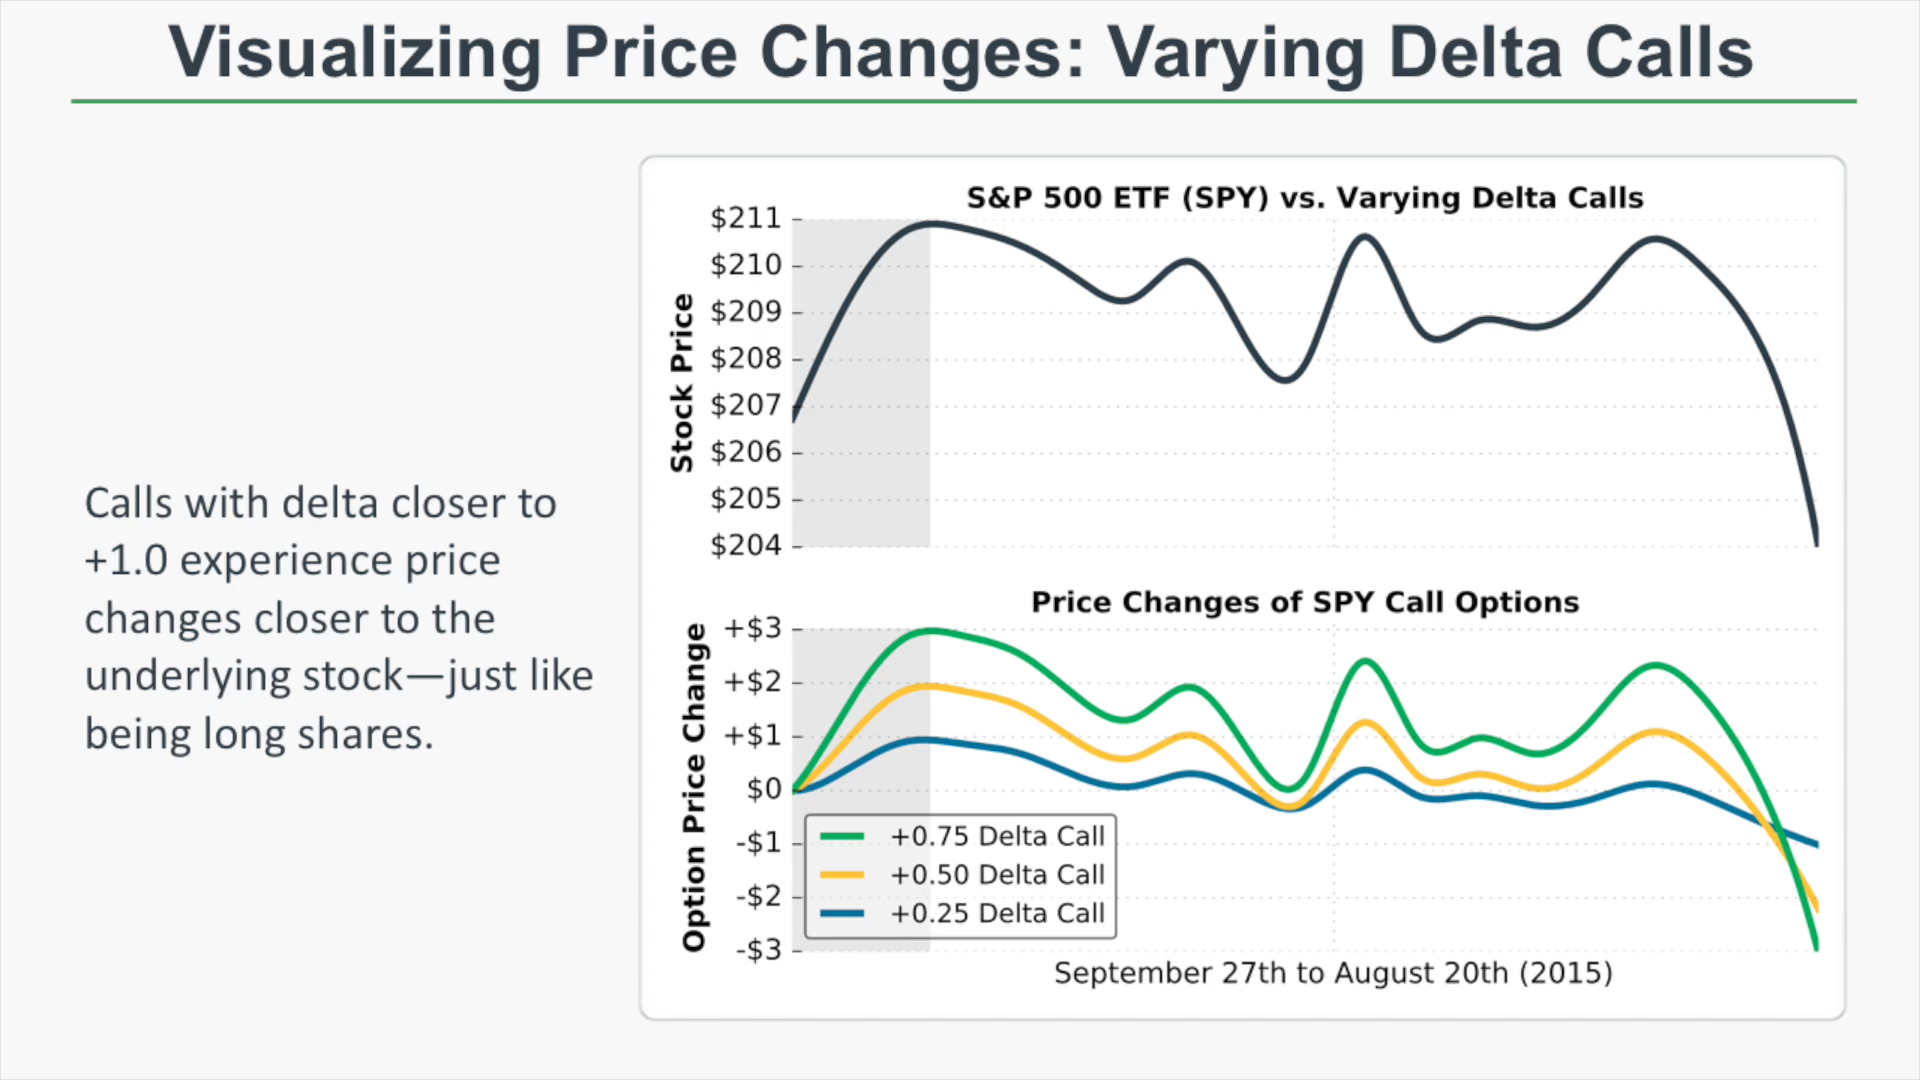 Visualizing Price Changes: Varying Delta Calls
Calls with delta closer to
+1.0 experience price
changes closer to the
underlying stock—just like
being long shares.
S&P 500 ETF (SPY) vs. Varying Delta Calls
Stock Price
$211
$210
$209
$208
$207
$206
$205
$204
Price Changes of SPY Call Options
Option Price Change
+$3
+$2
+$1
$0
-$1
-$2
-$3
+0.75 Delta Call
+0.50 Delta Call
+0.25 Delta Call
September 27th to August 20th (2015)